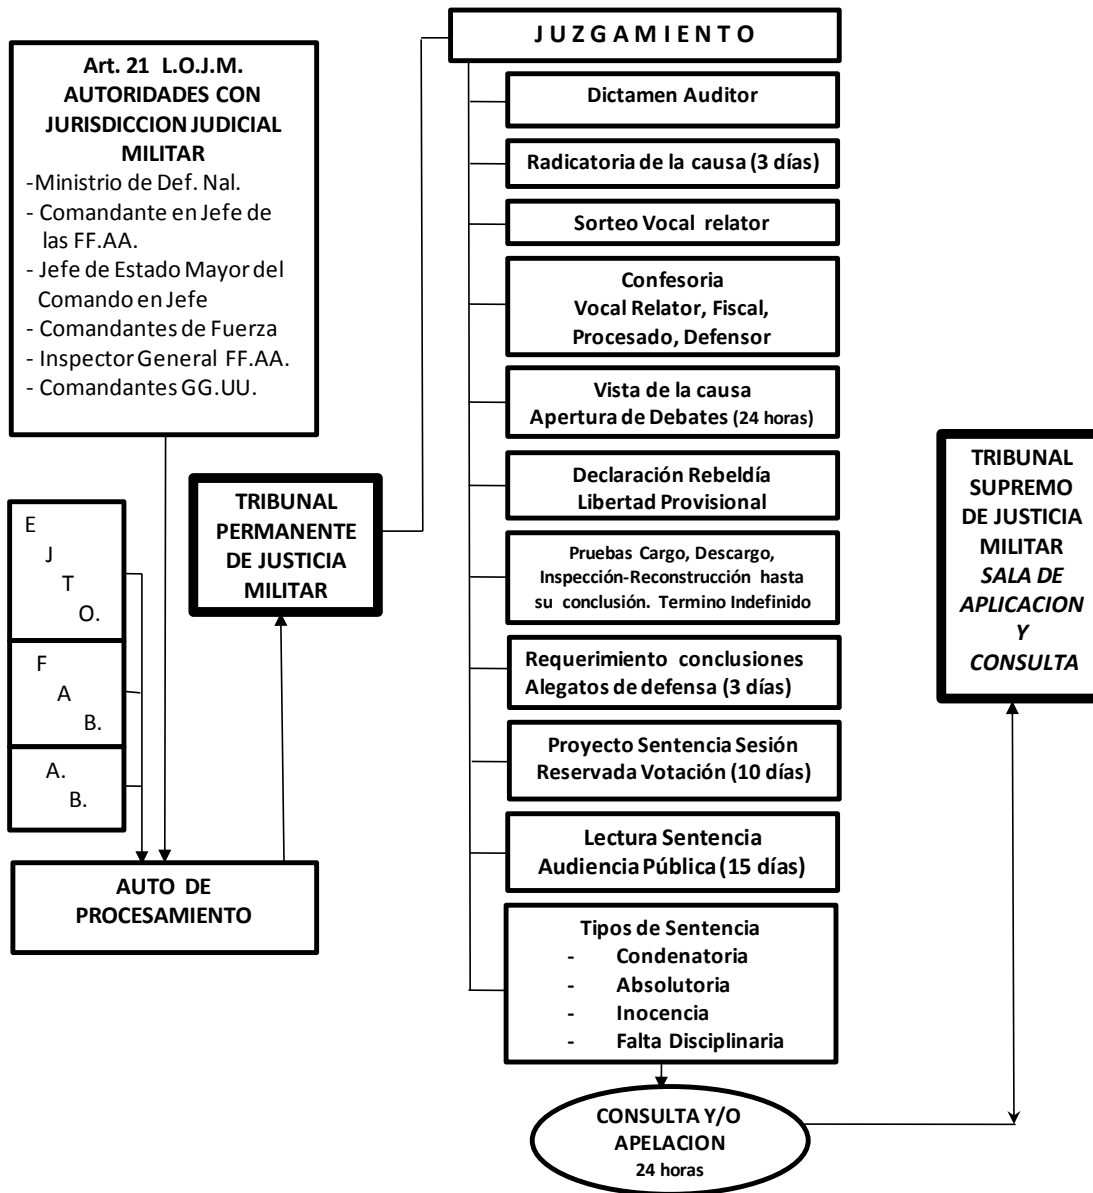 Art. 21 L.O.J.M.
AUTORIDADES CON
JURISDICCION JUDICIAL
MILITAR
-Ministrio de Def. Nal.
- Comandante en Jefe de
las FF.AA.
- Jefe de Estado Mayor del
Comando en Jefe
- Comandantes de Fuerza
- Inspector General FF.AA.
- Comandantes GG.UU.
E
J
T
O.
F
A
B.
A.
B.
AUTO DE
PROCESAMIENTO
TRIBUNAL
PERMANENTE
DE JUSTICIA
MILITAR
J U Z G A M I E N T O
Dictamen Auditor
Radicatoria de la causa (3 días)
Sorteo Vocal relator
Confesoria
Vocal Relator, Fiscal,
Procesado, Defensor
Vista de la causa
Apertura de Debates (24 horas)
Declaración Rebeldía
Libertad Provisional
Pruebas Cargo, Descargo,
Inspección-Reconstrucción hasta
su conclusión. Termino Indefinido
Requerimiento conclusiones
Alegatos de defensa (3 días)
Proyecto Sentencia Sesión
Reservada Votación (10 días)
Lectura Sentencia
Audiencia Pública (15 días)
Tipos de Sentencia
- Condenatoria
- Absolutoria
- Inocencia
- Falta Disciplinaria
CONSULTA Y/O
APELACION
24 horas
TRIBUNAL
SUPREMO
DE JUSTICIA
MILITAR
SALA DE
APLICACION
Y
CONSULTA